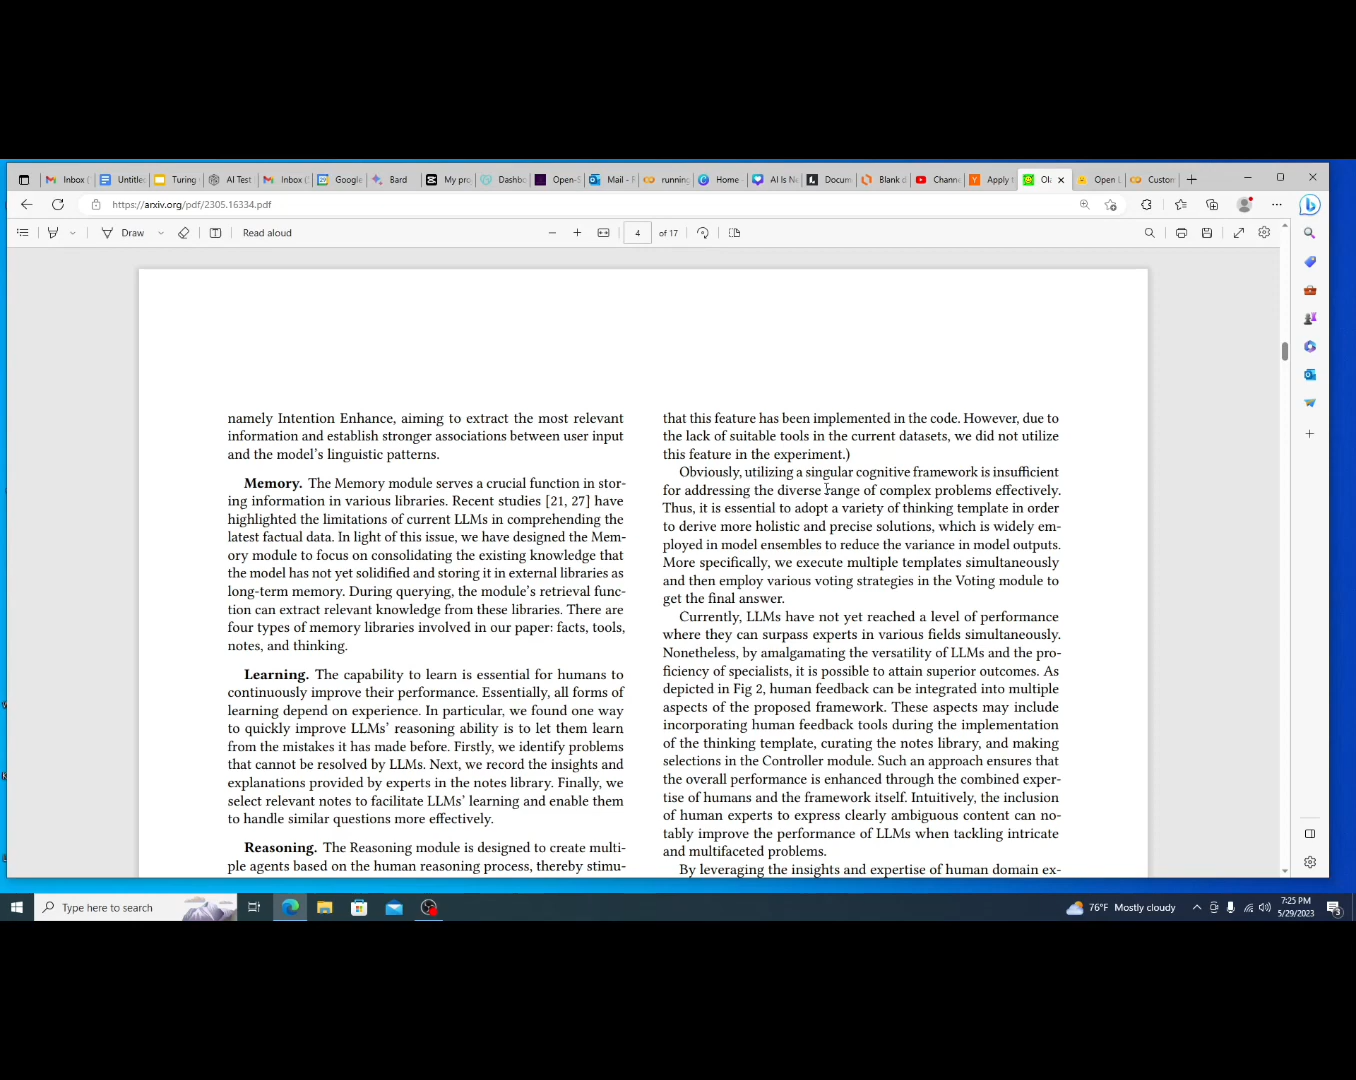 Inbox (
Untitle
Turing
AI Test
Inbox (
Google
Bard
My pro
Dashbo
Open-S
Mail - F
running
Home
AI Is Ne
Docum
Blank d
Chann
Apply t
Ola
Open L
Custon
https://arxiv.org/pdf/2305.16334.pdf
Draw
Read aloud
4 of 17
namely Intention Enhance, aiming to extract the most relevant
information and establish stronger associations between user input
and the model's linguistic patterns.
Memory. The Memory module serves a crucial function in stor-
ing information in various libraries. Recent studies [21, 27] have
highlighted the limitations of current LLMs in comprehending the
latest factual data. In light of this issue, we have designed the Mem-
ory module to focus on consolidating the existing knowledge that
the model has not yet solidified and storing it in external libraries as
long-term memory. During querying, the module's retrieval func-
tion can extract relevant knowledge from these libraries. There are
four types of memory libraries involved in our paper: facts, tools,
notes, and thinking.
Learning. The capability to learn is essential for humans to
continuously improve their performance. Essentially, all forms of
learning depend on experience. In particular, we found one way
to quickly improve LLMs' reasoning ability is to let them learn
from the mistakes it has made before. Firstly, we identify problems
that cannot be resolved by LLMs. Next, we record the insights and
explanations provided by experts in the notes library. Finally, we
select relevant notes to facilitate LLMs' learning and enable them
to handle similar questions more effectively.
Reasoning. The Reasoning module is designed to create multi-
ple agents based on the human reasoning process, thereby stimu-
that this feature has been implemented in the code. However, due to
the lack of suitable tools in the current datasets, we did not utilize
this feature in the experiment.)
Obviously, utilizing a singular cognitive framework is insufficient
for addressing the diverse range of complex problems effectively.
Thus, it is essential to adopt a variety of thinking template in order
to derive more holistic and precise solutions, which is widely em-
ployed in model ensembles to reduce the variance in model outputs.
More specifically, we execute multiple templates simultaneously
and then employ various voting strategies in the Voting module to
get the final answer.
Currently, LLMs have not yet reached a level of performance
where they can surpass experts in various fields simultaneously.
Nonetheless, by amalgamating the versatility of LLMs and the pro-
ficiency of specialists, it is possible to attain superior outcomes. As
depicted in Fig 2, human feedback can be integrated into multiple
aspects of the proposed framework. These aspects may include
incorporating human feedback tools during the implementation
of the thinking template, curating the notes library, and making
selections in the Controller module. Such an approach ensures that
the overall performance is enhanced through the combined exper-
tise of humans and the framework itself. Intuitively, the inclusion
of human experts to express clearly ambiguous content can no-
tably improve the performance of LLMs when tackling intricate
and multifaceted problems.
By leveraging the insights and expertise of human domain ex-
Type here to search
76°F Mostly cloudy
7:25 PM
5/29/2023
3